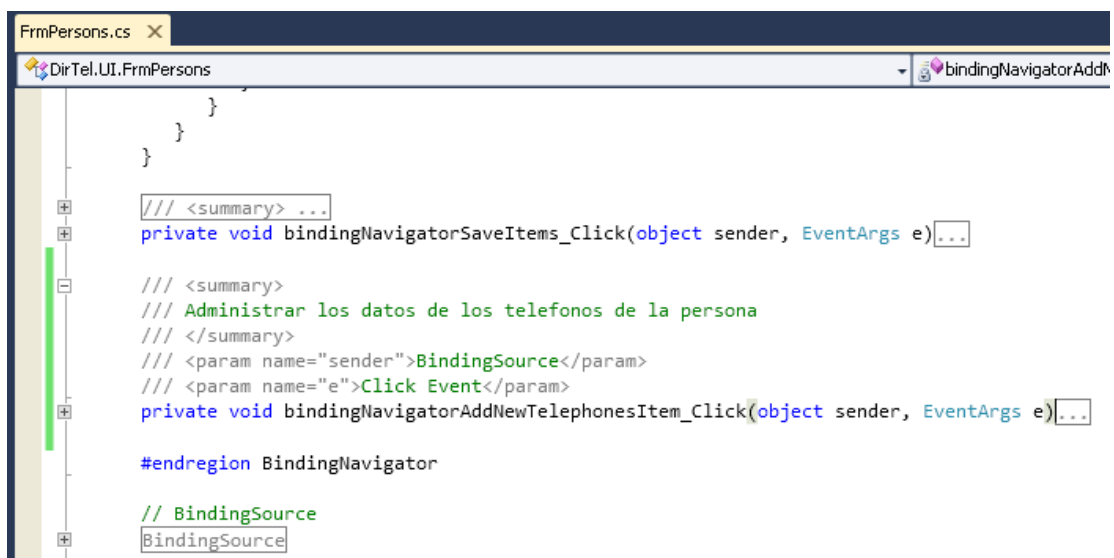 FrmPersons.cs
DirTel.UI.FrmPersons bindingNavigatorAddN
}
}
}
/// <summary> ...
private void bindingNavigatorSaveItems_Click(object sender, EventArgs e)...
/// <summary>
/// Administrar los datos de los telefonos de la persona
/// </summary>
/// <param name="sender">BindingSource</param>
/// <param name="e">Click Event</param>
private void bindingNavigatorAddNewTelephonesItem_Click(object sender, EventArgs e)...
#endregion BindingNavigator
// BindingSource
BindingSource